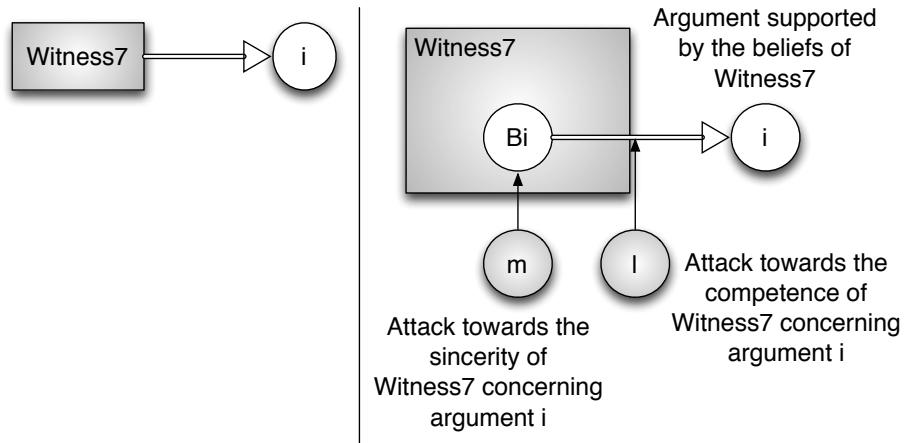 Witness7
i
Witness7
Argument supported
by the beliefs of
Witness7
Bi
i
m
l
Attack towards the
sincerity of
Witness7 concerning
argument i
Attack towards the
competence of
Witness7 concerning
argument i